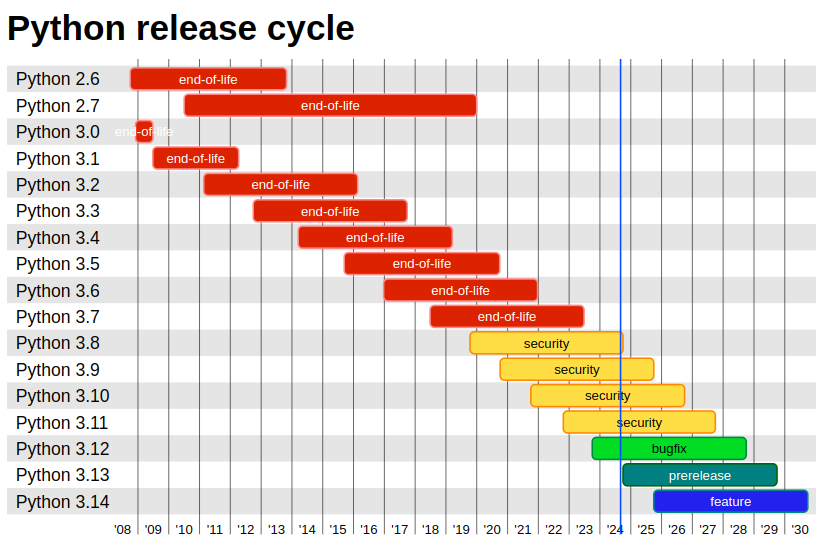 Python release cycle
Python 2.6 end-of-life
Python 2.7 end-of-life
Python 3.0 end-of-life
Python 3.1 end-of-life
Python 3.2 end-of-life
Python 3.3 end-of-life
Python 3.4 end-of-life
Python 3.5 end-of-life
Python 3.6 end-of-life
Python 3.7 end-of-life
Python 3.8 security
Python 3.9 security
Python 3.10 security
Python 3.11 security
Python 3.12 bugfix
Python 3.13 prerelease
Python 3.14 feature
'08 '09 '10 '11 '12 '13 '14 '15 '16 '17 '18 '19 '20 '21 '22 '23 '24 '25 '26 '27 '28 '29 '30